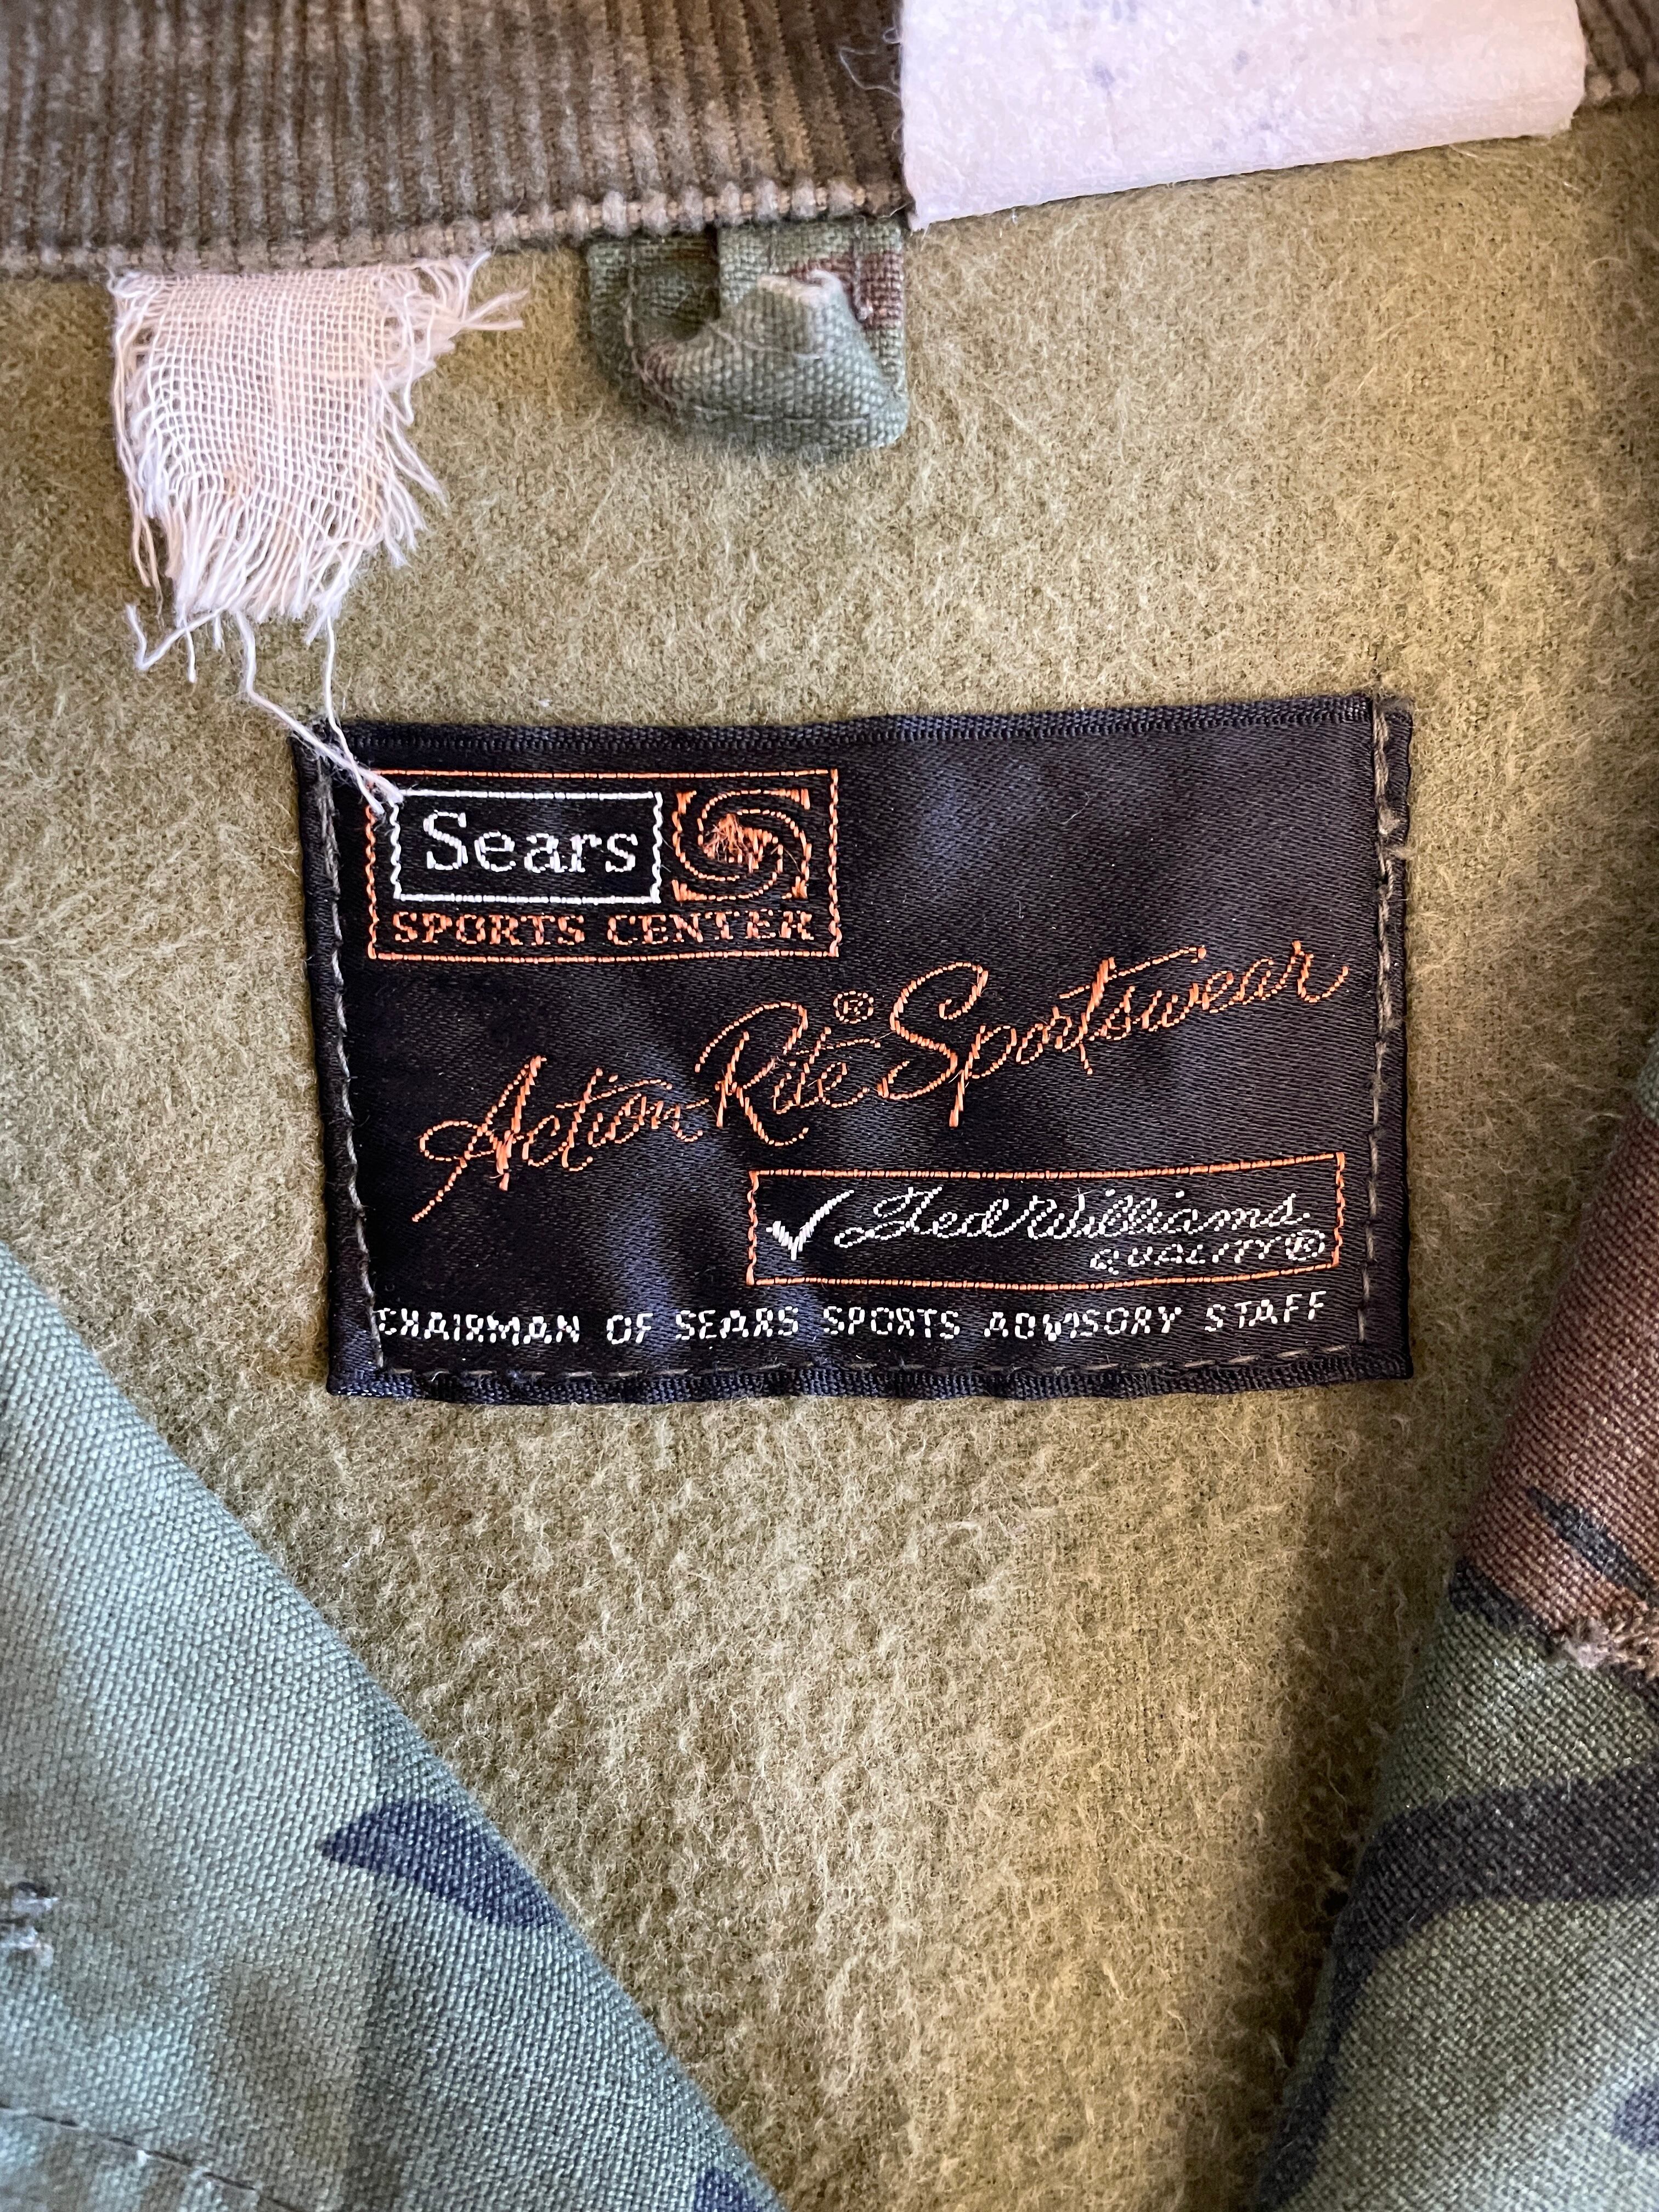 Sears
SPORTS CENTER
Action Rite® Sportswear
Ted Williams
QUALITY®
CHAIRMAN OF SEARS SPORTS ADVISORY STAFF